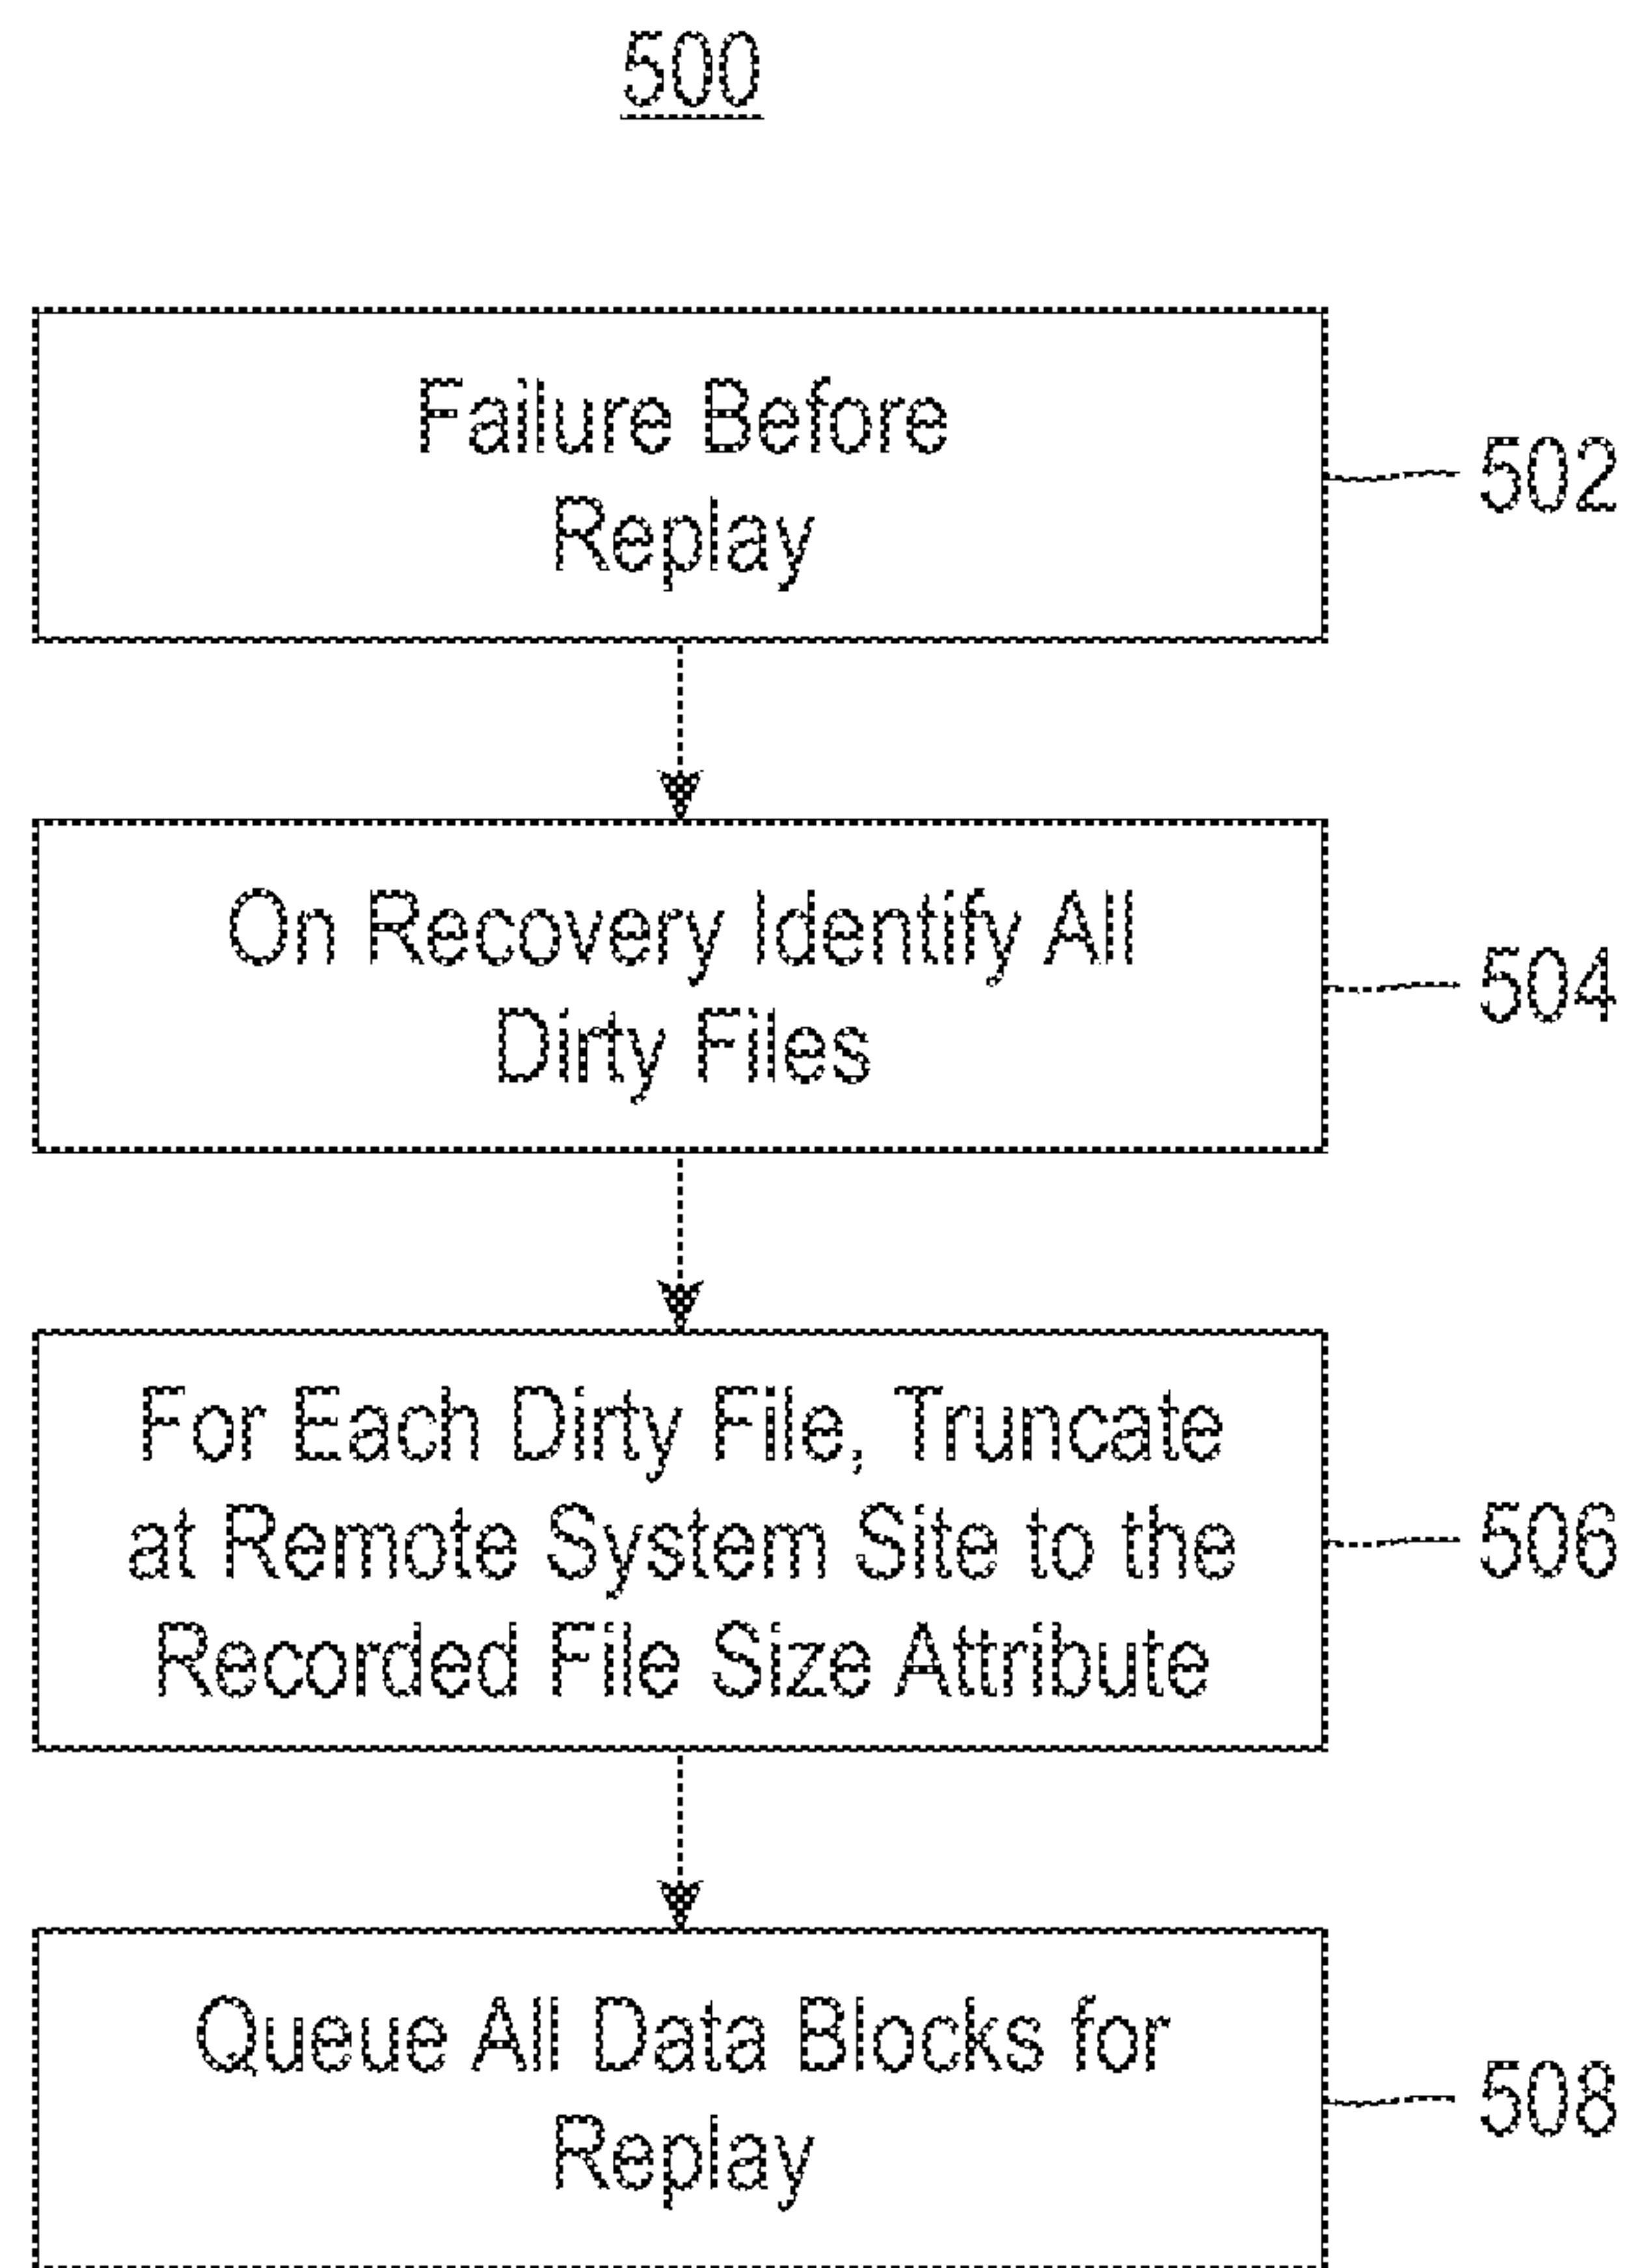 500
Failure Before
Replay
502
On Recovery Identify All
Dirty Files
504
For Each Dirty File, Truncate
at Remote System Site to the
Recorded File Size Attribute
506
Queue All Data Blocks for
Replay
508